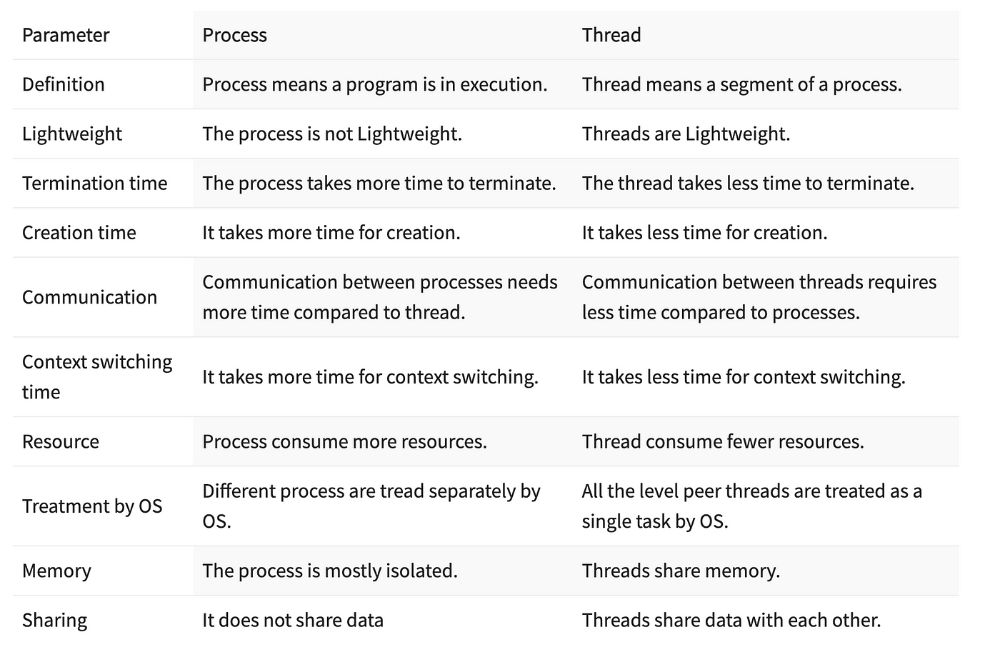 Parameter Process Thread
Definition Process means a program is in execution. Thread means a segment of a process.
Lightweight The process is not Lightweight. Threads are Lightweight.
Termination time The process takes more time to terminate. The thread takes less time to terminate.
Creation time It takes more time for creation. It takes less time for creation.
Communication
Communication between processes needs
more time compared to thread.
Communication between threads requires
less time compared to processes.
Context switching
time
It takes more time for context switching. It takes less time for context switching.
Resource Process consume more resources. Thread consume fewer resources.
Treatment by OS
Different process are tread separately by
OS.
All the level peer threads are treated as a
single task by OS.
Memory The process is mostly isolated. Threads share memory.
Sharing It does not share data Threads share data with each other.